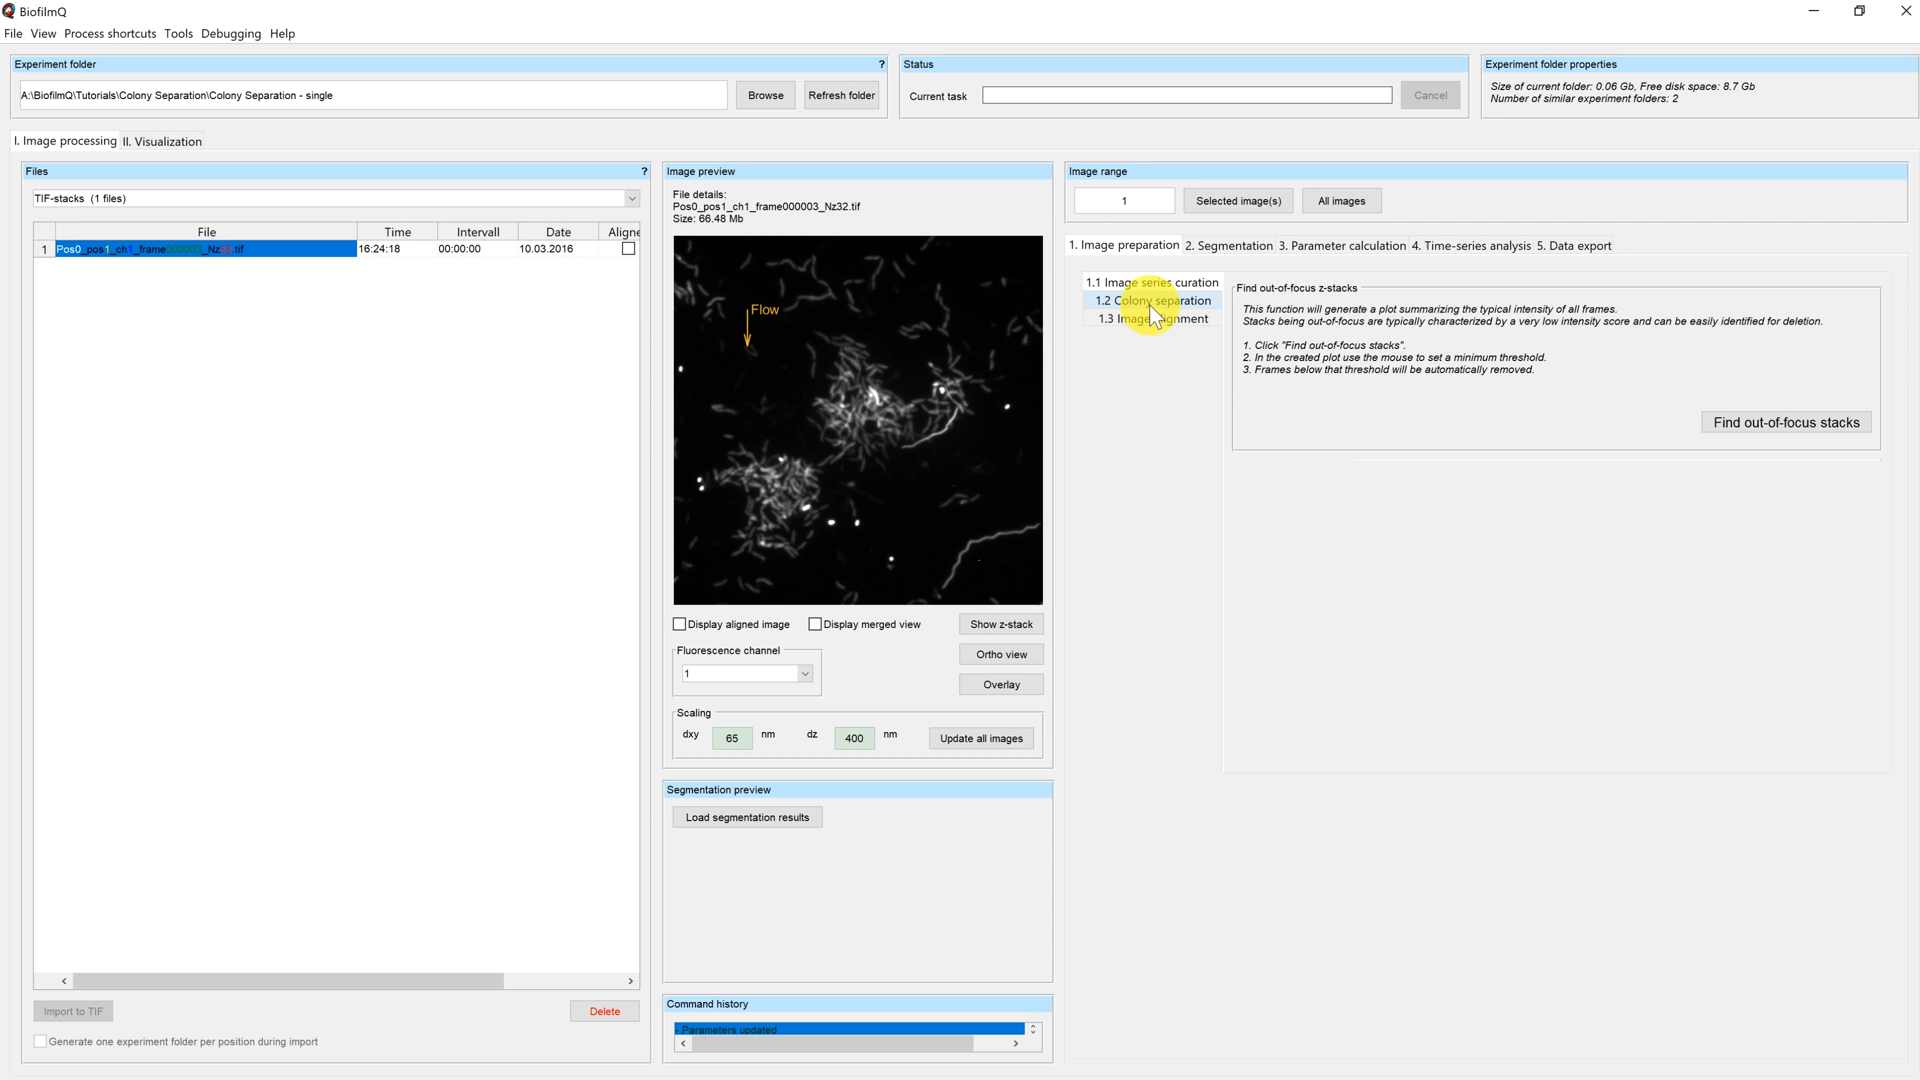 BiofilmQ
File View Process shortcuts Tools Debugging Help
Experiment folder ?
A:\BiofilmQ\Tutorials\Colony Separation\Colony Separation - single
Browse
Refresh folder
Status
Current task
Cancel
Experiment folder properties
Size of current folder: 0.06 Gb, Free disk space: 8.7 Gb
Number of similar experiment folders: 2
I. Image processing II. Visualization
Files ?
TIF-stacks (1 files)
File Time Intervall Date Aligne
1 Pos0_pos1_ch1_frame000003_Nz32.tif 16:24:18 00:00:00 10.03.2016
Import to TIF
Delete
Generate one experiment folder per position during import
Image preview
File details:
Pos0_pos1_ch1_frame000003_Nz32.tif
Size: 66.48 Mb
Flow
Display aligned image Display merged view
Show z-stack
Fluorescence channel
1
Ortho view
Overlay
Scaling
dxy 65 nm dz 400 nm
Update all images
Segmentation preview
Load segmentation results
Command history
- Parameters updated
Image range
1
Selected image(s)
All images
1. Image preparation 2. Segmentation 3. Parameter calculation 4. Time-series analysis 5. Data export
1.1 Image series curation
1.2 Colony separation
1.3 Image alignment
Find out-of-focus z-stacks
This function will generate a plot summarizing the typical intensity of all frames.
Stacks being out-of-focus are typically characterized by a very low intensity score and can be easily identified for deletion.
1. Click "Find out-of-focus stacks".
2. In the created plot use the mouse to set a minimum threshold.
3. Frames below that threshold will be automatically removed.
Find out-of-focus stacks